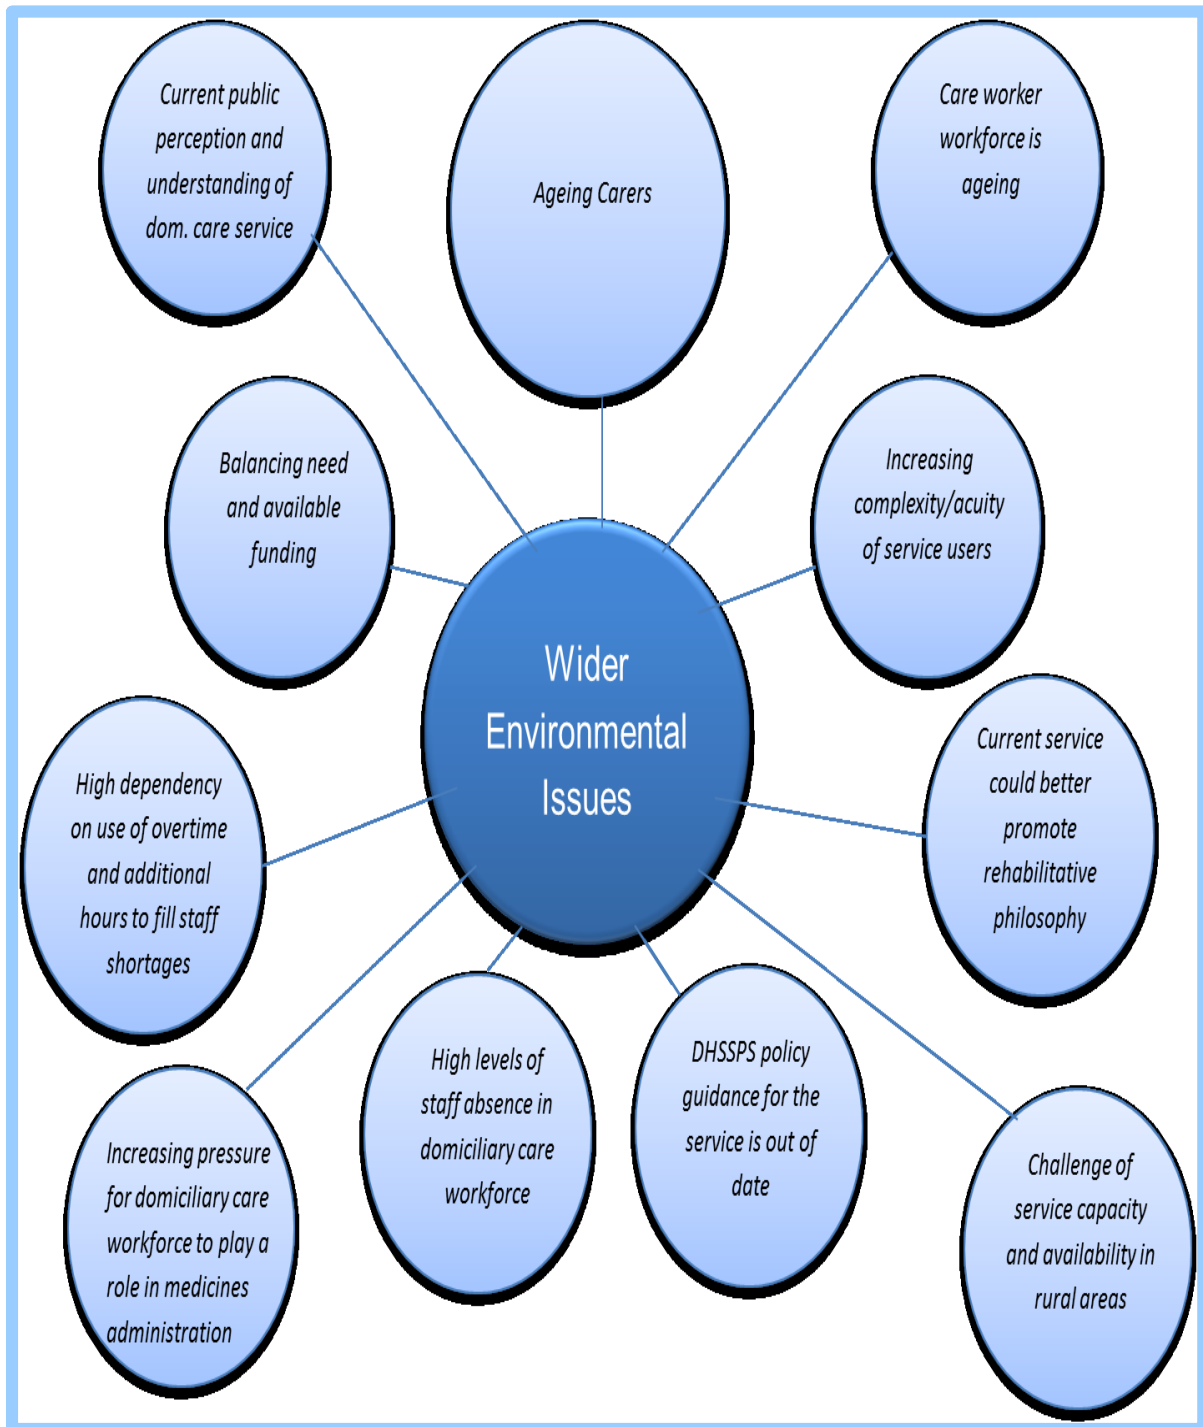 Current public
perception and
understanding of
dom. care service
Ageing Carers
Care worker
workforce is
ageing
Balancing need
and available
funding
Increasing
complexity/acuity
of service users
Wider
Environmental
Issues
High dependency
on use of overtime
and additional
hours to fill staff
shortages
Current service
could better
promote
rehabilitative
philosophy
Increasing pressure
for domiciliary care
workforce to play a
role in medicines
administration
High levels of
staff absence in
domiciliary care
workforce
DHSSPS policy
guidance for the
service is out of
date
Challenge of
service capacity
and availability in
rural areas